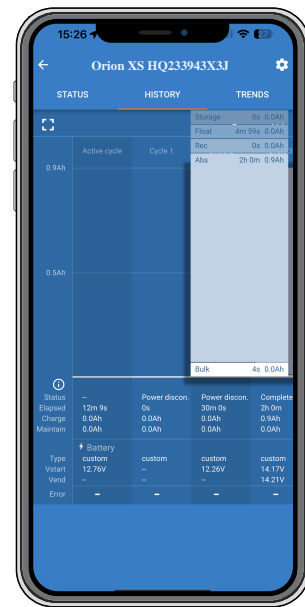 15:26 27
Orion XS HQ233943X3J
STATUS HISTORY TRENDS
Storage 0s 0.0Ah
Float 4m 59s 0.0Ah
Rec 0s 0.0Ah
Active cycle Cycle 1 Abs 2h 0m 0.9Ah
0.9Ah
0.5Ah
Bulk 4s 0.0Ah
Status – Power discon. Power discon. Complete
Elapsed 12m 9s 0s 30m 0s 2h 0m
Charge 0.0Ah 0.0Ah 0.0Ah 0.9Ah
Maintain 0.0Ah 0.0Ah 0.0Ah 0.0Ah
Battery
Type custom custom custom custom
Vstart 12.76V – 12.26V 14.17V
Vend – – – 14.21V
Error – – – –